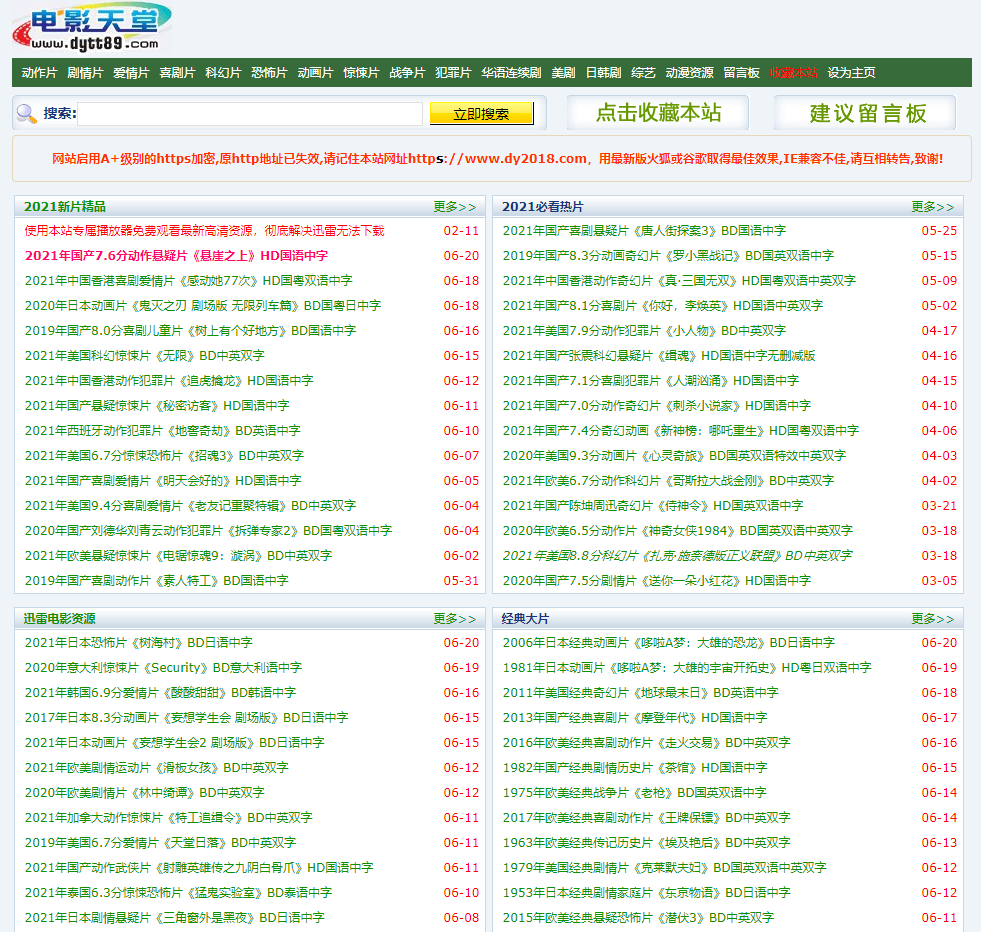 电影天堂
www.dytt89.com
动作片 剧情片 爱情片 喜剧片 科幻片 恐怖片 动画片 惊悚片 战争片 犯罪片 华语连续剧 美剧 日韩剧 综艺 动漫资源 留言板 收藏本站 设为主页
搜索: 立即搜索 点击收藏本站 建议留言板
网站启用A+级别的https加密,原http地址已失效,请记住本站网址https://www.dy2018.com，用最新版火狐或谷歌取得最佳效果,IE兼容不佳,请互相转告,致谢!
2021新片精品 更多>>
使用本站专属播放器免费观看最新高清资源，彻底解决迅雷无法下载 02-11
2021年国产7.6分动作悬疑片《悬崖之上》HD国语中字 06-20
2021年中国香港喜剧爱情片《感动她77次》HD国粤双语中字 06-18
2020年日本动画片《鬼灭之刃 剧场版 无限列车篇》BD国粤日中字 06-18
2019年国产8.0分喜剧儿童片《树上有个好地方》BD国语中字 06-16
2021年美国科幻惊悚片《无限》BD中英双字 06-15
2021年中国香港动作犯罪片《追虎擒龙》HD国语中字 06-12
2021年国产悬疑惊悚片《秘密访客》HD国语中字 06-11
2021年西班牙动作犯罪片《地窖奇劫》BD英语中字 06-10
2021年美国6.7分惊悚恐怖片《招魂3》BD中英双字 06-07
2021年国产喜剧爱情片《明天会好的》HD国语中字 06-05
2021年美国9.4分喜剧爱情片《老友记重聚特辑》BD中英双字 06-04
2020年国产刘德华刘青云动作犯罪片《拆弹专家2》BD国粤双语中字 06-04
2021年欧美悬疑惊悚片《电锯惊魂9：漩涡》BD中英双字 06-02
2019年国产喜剧动作片《素人特工》BD国语中字 05-31
2021必看热片 更多>>
2021年国产喜剧悬疑片《唐人街探案3》BD国语中字 05-25
2019年国产8.3分动画奇幻片《罗小黑战记》BD国英双语中字 05-15
2021年中国香港动作奇幻片《真·三国无双》HD国粤双语中英双字 05-09
2021年国产8.1分喜剧片《你好，李焕英》HD国语中英双字 05-02
2021年美国7.9分动作犯罪片《小人物》BD中英双字 04-17
2021年国产张震科幻悬疑片《缉魂》HD国语中字无删减版 04-16
2021年国产7.1分喜剧犯罪片《人潮汹涌》HD国语中字 04-15
2021年国产7.0分动作奇幻片《刺杀小说家》HD国语中字 04-10
2021年国产7.4分奇幻动画《新神榜：哪吒重生》HD国粤双语中字 04-06
2020年美国9.3分动画片《心灵奇旅》BD国英双语特效中英双字 04-03
2021年欧美6.7分动作科幻片《哥斯拉大战金刚》BD中英双字 04-02
2021年国产陈坤周迅奇幻片《侍神令》HD国英双语中字 03-21
2020年欧美6.5分动作片《神奇女侠1984》BD国英双语中英双字 03-18
2021年美国8.8分科幻片《扎克·施奈德版正义联盟》BD中英双字 03-18
2020年国产7.5分剧情片《送你一朵小红花》HD国语中字 03-05
迅雷电影资源 更多>>
2021年日本恐怖片《树海村》BD日语中字 06-20
2020年意大利惊悚片《Security》BD意大利语中字 06-19
2021年韩国6.9分爱情片《酸酸甜甜》BD韩语中字 06-16
2017年日本8.3分动画片《妄想学生会 剧场版》BD日语中字 06-15
2021年日本动画片《妄想学生会2 剧场版》BD日语中字 06-15
2021年欧美剧情运动片《滑板女孩》BD中英双字 06-12
2020年欧美剧情片《林中绮谭》BD中英双字 06-12
2021年加拿大动作惊悚片《特工追缉令》BD中英双字 06-11
2019年美国6.7分爱情片《天堂日落》BD中英双字 06-11
2021年国产动作武侠片《射雕英雄传之九阴白骨爪》HD国语中字 06-11
2021年泰国6.3分惊悚恐怖片《猛鬼实验室》BD泰语中字 06-10
2021年日本剧情悬疑片《三角窗外是黑夜》BD日语中字 06-08
经典大片 更多>>
2006年日本经典动画片《哆啦A梦：大雄的恐龙》BD日语中字 06-20
1981年日本动画片《哆啦A梦：大雄的宇宙开拓史》HD粤日双语中字 06-19
2011年美国经典奇幻片《地球最末日》BD英语中字 06-18
2013年国产经典喜剧片《摩登年代》HD国语中字 06-17
2016年欧美经典喜剧动作片《走火交易》BD中英双字 06-16
1982年国产经典剧情历史片《茶馆》HD国语中字 06-15
1975年欧美经典战争片《老枪》BD国英双语中字 06-14
2017年欧美经典喜剧动作片《王牌保镖》BD中英双字 06-14
1963年欧美经典传记历史片《埃及艳后》BD中英双字 06-13
1979年美国经典剧情片《克莱默夫妇》BD国英双语中英双字 06-12
1953年日本经典剧情家庭片《东京物语》BD日语中字 06-12
2015年欧美经典悬疑恐怖片《潜伏3》BD中英双字 06-11